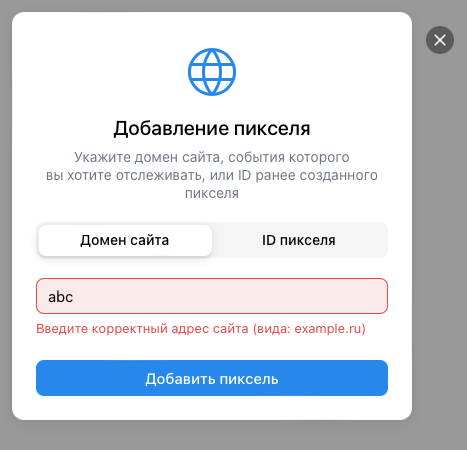 Добавление пикселя
Укажите домен сайта, события которого
вы хотите отслеживать, или ID ранее созданного
пикселя
Домен сайта
ID пикселя
abc
Введите корректный адрес сайта (вида: example.ru)
Добавить пиксель